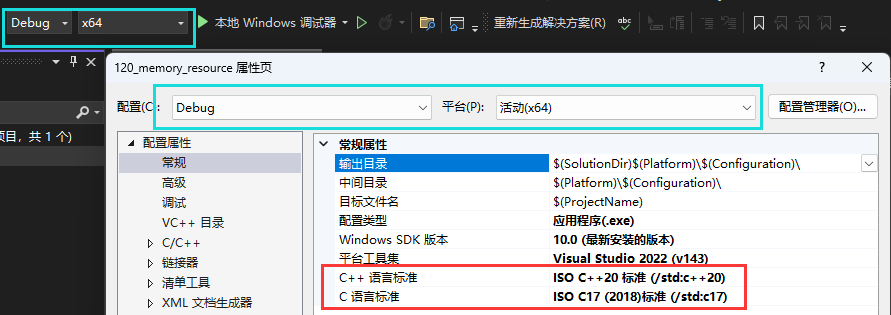 Debug x64 本地 Windows 调试器 重新生成解决方案(R) abc
120_memory_resource 属性页 ?
项目，共 1 个)
配置(C): Debug 平台(P): 活动(x64) 配置管理器(O)...
配置属性
常规
高级
调试
VC++ 目录
C/C++
链接器
清单工具
XML 文档生成器
常规属性
输出目录 $(SolutionDir)$(Platform)\$(Configuration)\
中间目录 $(Platform)\$(Configuration)\
目标文件名 $(ProjectName)
配置类型 应用程序(.exe)
Windows SDK 版本 10.0 (最新安装的版本)
平台工具集 Visual Studio 2022 (v143)
C++ 语言标准 ISO C++20 标准 (/std:c++20)
C 语言标准 ISO C17 (2018)标准 (/std:c17)